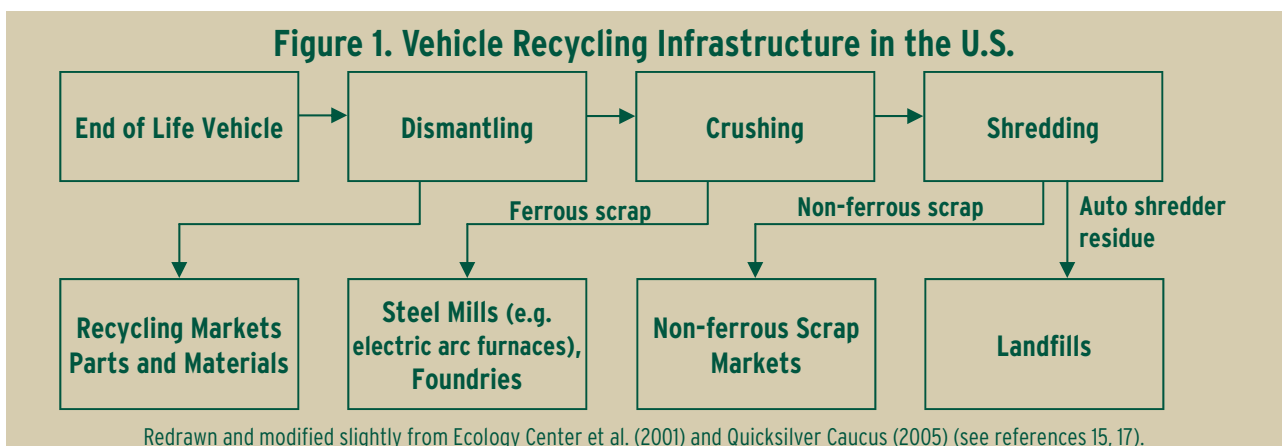 Figure 1. Vehicle Recycling Infrastructure in the U.S.
End of Life Vehicle
Dismantling
Crushing
Shredding
Ferrous scrap
Non-ferrous scrap
Auto shredder
residue
Recycling Markets
Parts and Materials
Steel Mills (e.g.
electric arc furnaces),
Foundries
Non-ferrous Scrap
Markets
Landfills
Redrawn and modified slightly from Ecology Center et al. (2001) and Quicksilver Caucus (2005) (see references 15, 17).